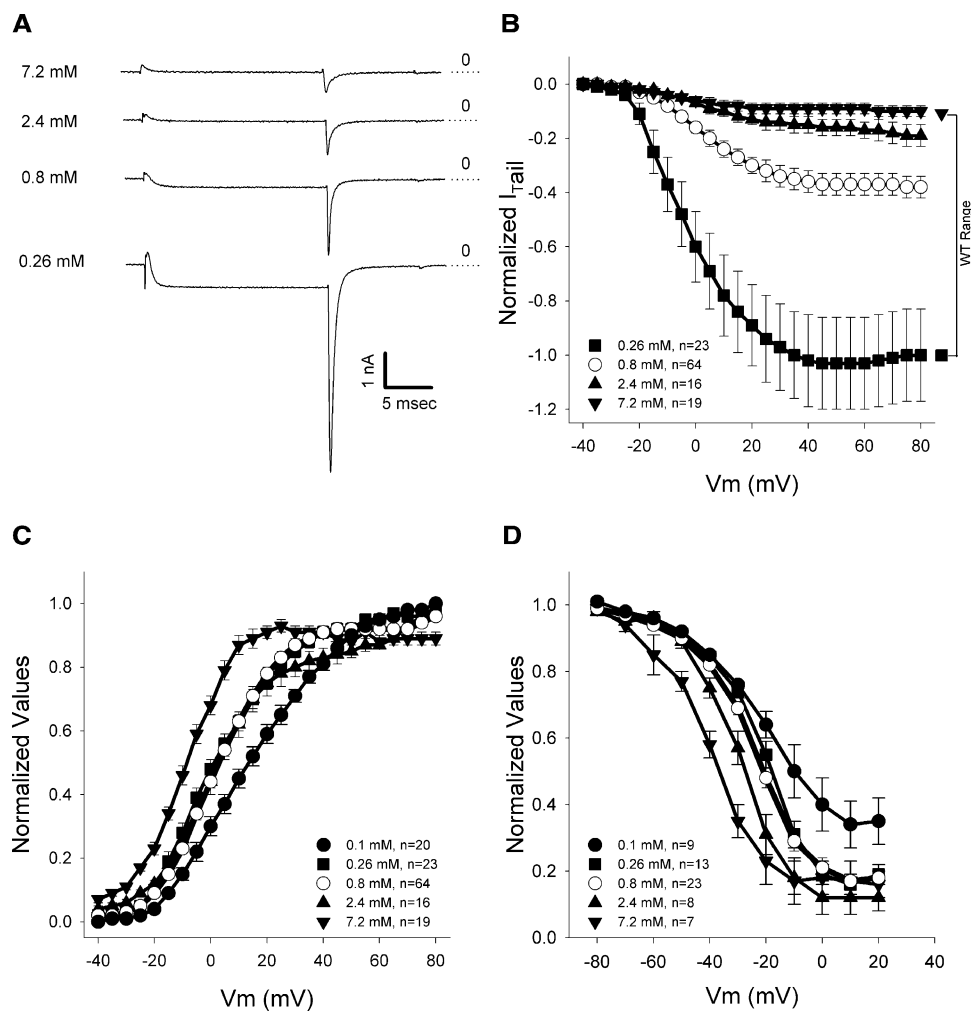 A
7.2 mM
0
2.4 mM
0
0.8 mM
0
0.26 mM
0
1 nA
5 msec
B
0.0
-0.2
-0.4
-0.6
-0.8
-1.0
-1.2
Normalized I_Tail
WT Range
0.26 mM, n=23
0.8 mM, n=64
2.4 mM, n=16
7.2 mM, n=19
-40 -20 0 20 40 60 80
Vm (mV)
C
1.0
0.8
0.6
0.4
0.2
0.0
Normalized Values
0.1 mM, n=20
0.26 mM, n=23
0.8 mM, n=64
2.4 mM, n=16
7.2 mM, n=19
-40 -20 0 20 40 60 80
Vm (mV)
D
1.0
0.8
0.6
0.4
0.2
0.0
Normalized Values
0.1 mM, n=9
0.26 mM, n=13
0.8 mM, n=23
2.4 mM, n=8
7.2 mM, n=7
-80 -60 -40 -20 0 20 40
Vm (mV)